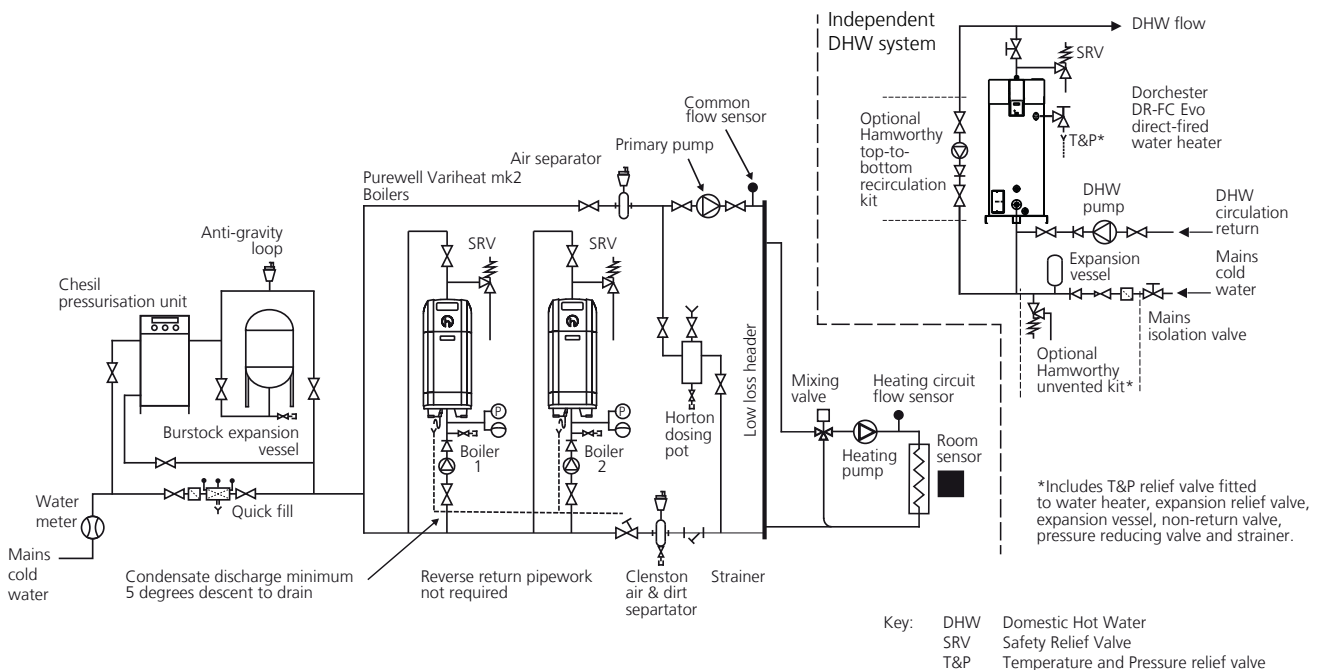 Independent
DHW system
DHW flow
SRV
Dorchester
DR-FC Evo
direct-fired
water heater
T&P*
Optional
Hamworthy
top-to-
bottom
recirculation
kit
DHW
pump
DHW
circulation
return
Expansion
vessel
Mains
cold
water
Mains
isolation valve
Optional
Hamworthy
unvented kit*
Common
flow sensor
Primary pump
Air separator
Purewell Variheat mk2
Boilers
Anti-gravity
loop
Chesil
pressurisation unit
SRV
SRV
Burstock expansion
vessel
P
P
Boiler
1
Boiler
2
Horton
dosing
pot
Low loss header
Mixing
valve
Heating circuit
flow sensor
Heating
pump
Room
sensor
Water
meter
Quick fill
Mains
cold
water
Condensate discharge minimum
5 degrees descent to drain
Reverse return pipework
not required
Clenston
air & dirt
separtator
Strainer
*Includes T&P relief valve fitted
to water heater, expansion relief valve,
expansion vessel, non-return valve,
pressure reducing valve and strainer.
Key: DHW Domestic Hot Water
SRV Safety Relief Valve
T&P Temperature and Pressure relief valve